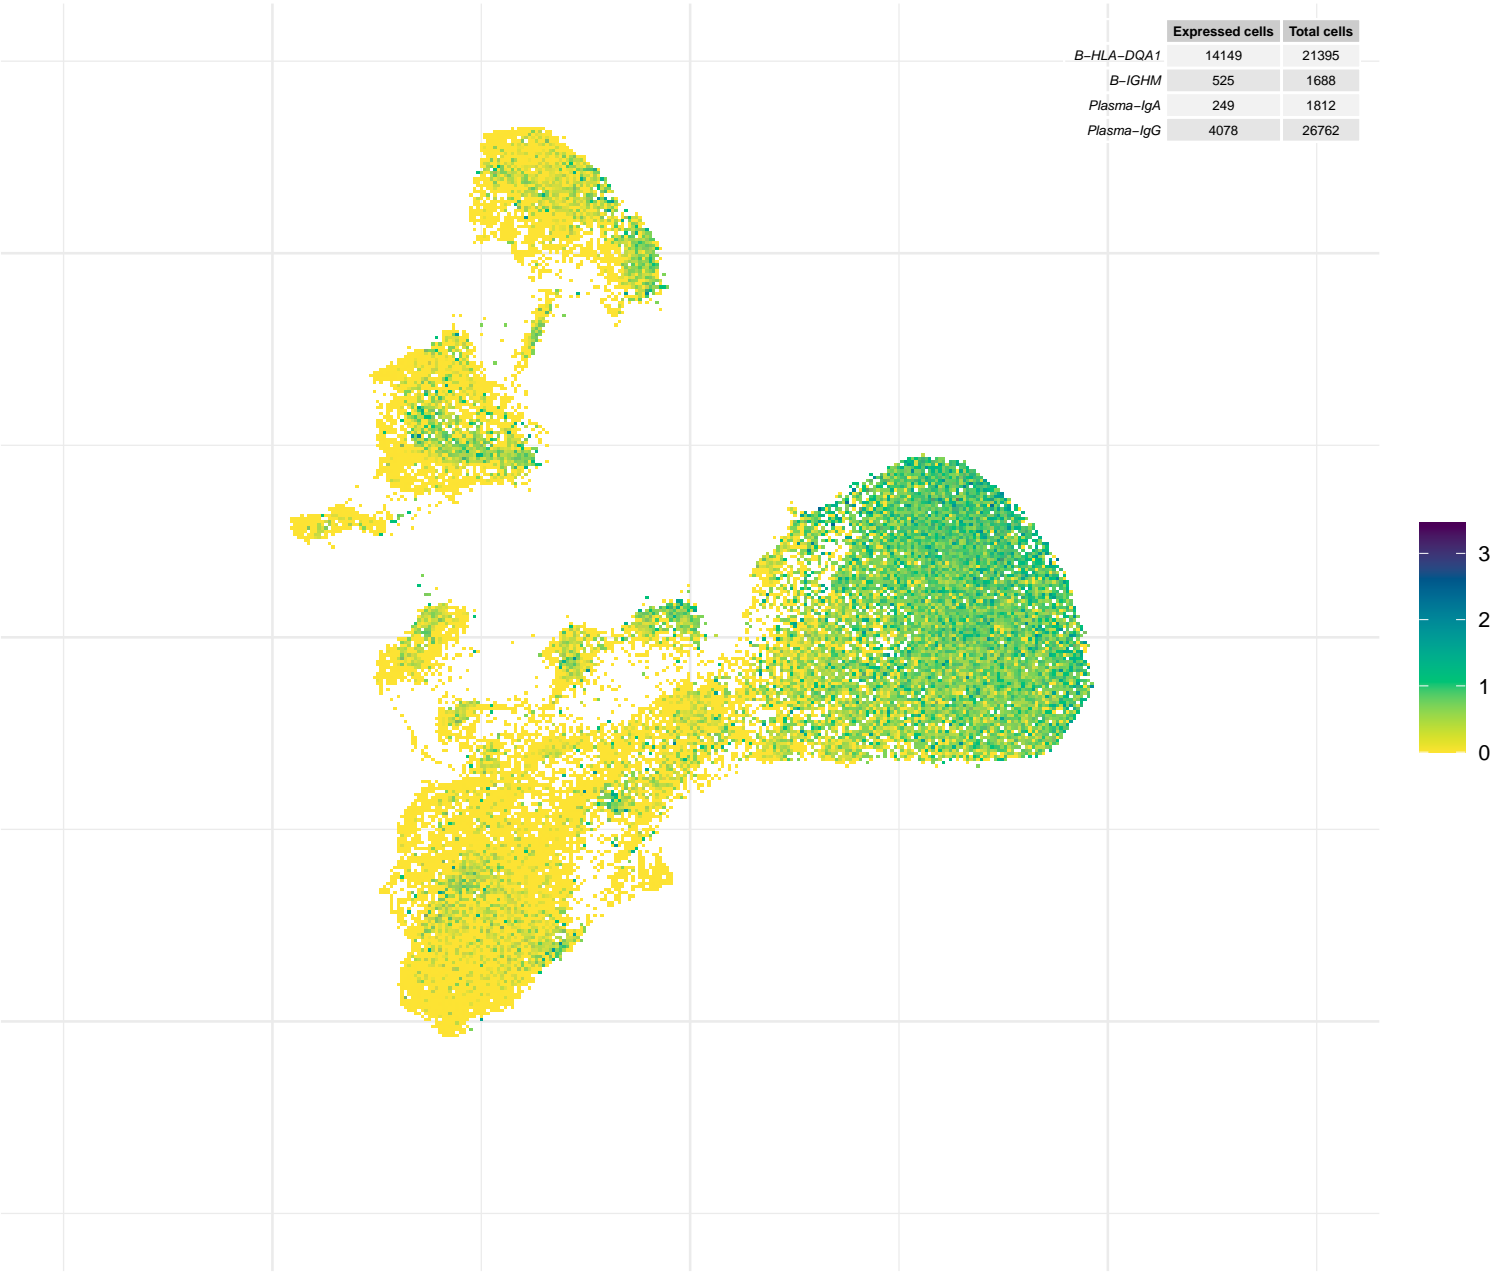 Expressed cells Total cells
B−HLA−DQA1 14149 21395
B−IGHM 525 1688
Plasma−IgA 249 1812
Plasma−IgG 4078 26762
3
2
1
0